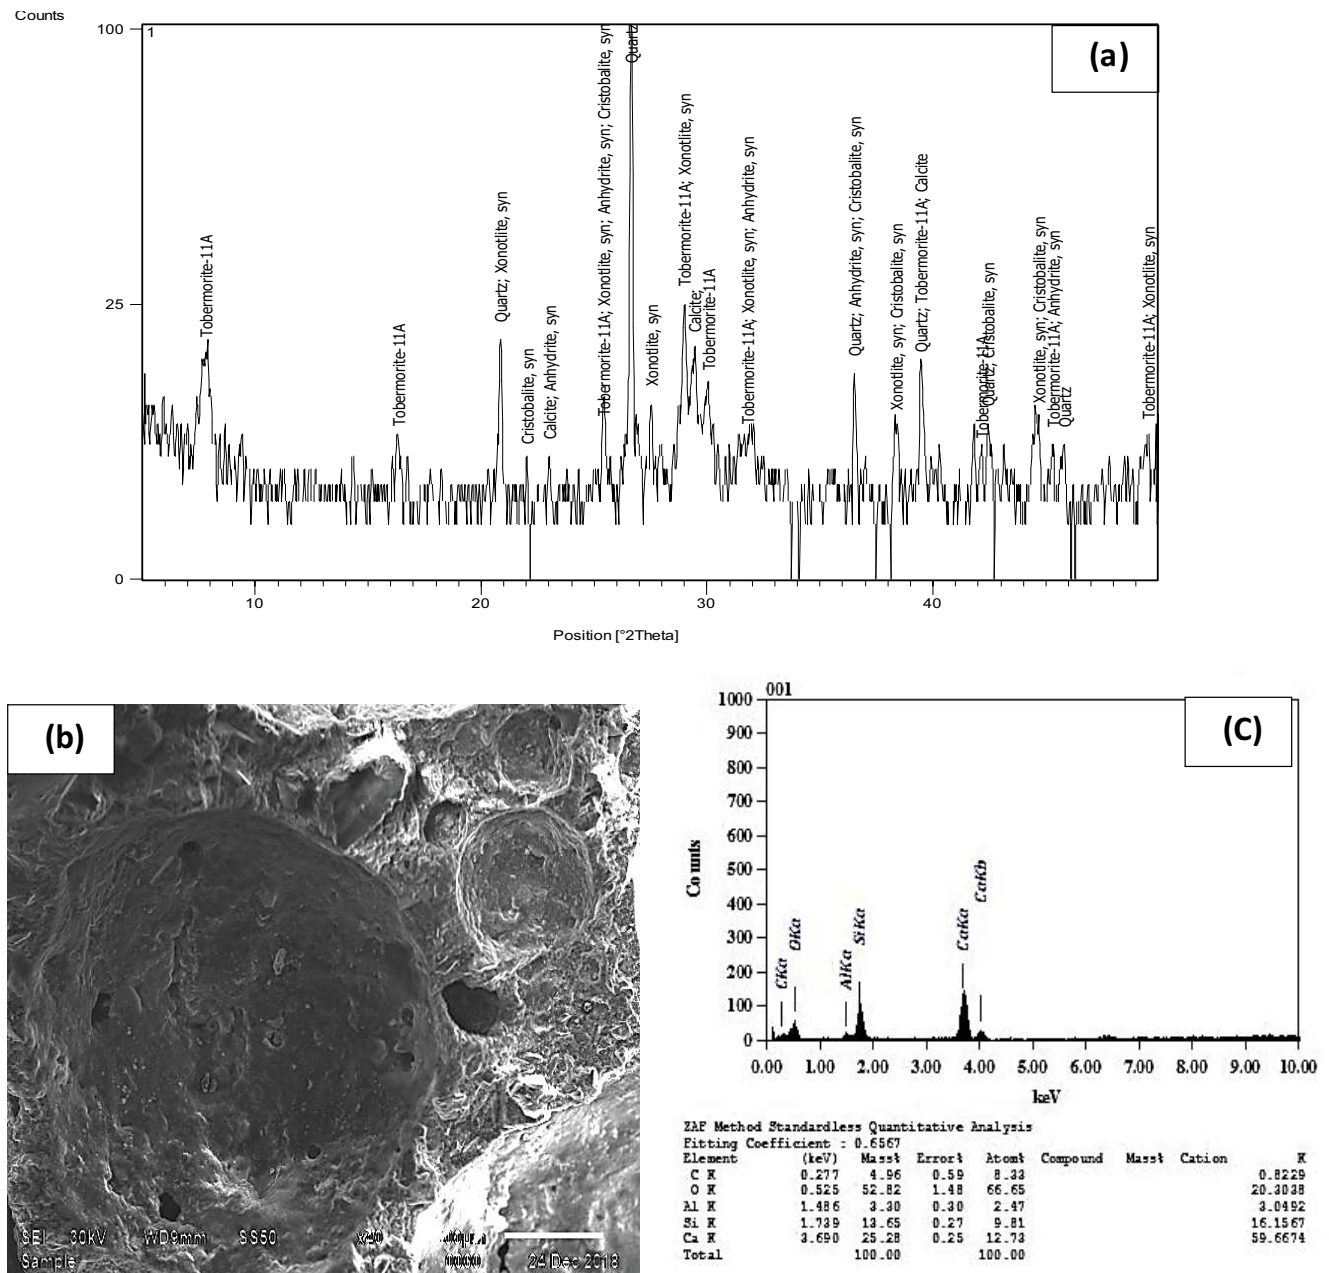 Counts
100
1
(a)
Tobermorite-11A
Tobermorite-11A
Quartz; Xonotlite, syn
Cristobalite, syn
Calcite; Anhydrite, syn
Tobermorite-11A; Xonotlite, syn; Anhydrite, syn; Cristobalite, syn
Quartz
Xonotlite, syn
Tobermorite-11A; Xonotlite, syn
Calcite;
Tobermorite-11A
Tobermorite-11A; Xonotlite, syn; Anhydrite, syn
Quartz; Anhydrite, syn; Cristobalite, syn
Xonotlite, syn; Cristobalite, syn
Quartz; Tobermorite-11A; Calcite
Tobermorite-11A
Quartz; Cristobalite, syn
Xonotlite, syn; Cristobalite, syn
Tobermorite-11A; Anhydrite, syn
Quartz
Tobermorite-11A; Xonotlite, syn
25
0
10 20 30 40
Position [°2Theta]
(b)
SEI 30kV WD9mm SS50
Sample 0000 24 Dec 2018
001
(C)
1000
900
800
700
600
500
400
300
200
100
0
Counts
CKa
OKa
AlKa
SiKa
CaKa
CaKb
0.00 1.00 2.00 3.00 4.00 5.00 6.00 7.00 8.00 9.00 10.00
keV
ZAF Method Standardless Quantitative Analysis
Fitting Coefficient : 0.6567
Element (keV) Mass% Error% Atom% Compound Mass% Cation K
C K 0.277 4.96 0.59 8.33 0.8229
O K 0.525 52.82 1.48 66.65 20.3038
Al K 1.486 3.30 0.30 2.47 3.0492
Si K 1.739 13.65 0.27 9.81 16.1567
Ca K 3.690 25.28 0.25 12.73 59.6674
Total 100.00 100.00